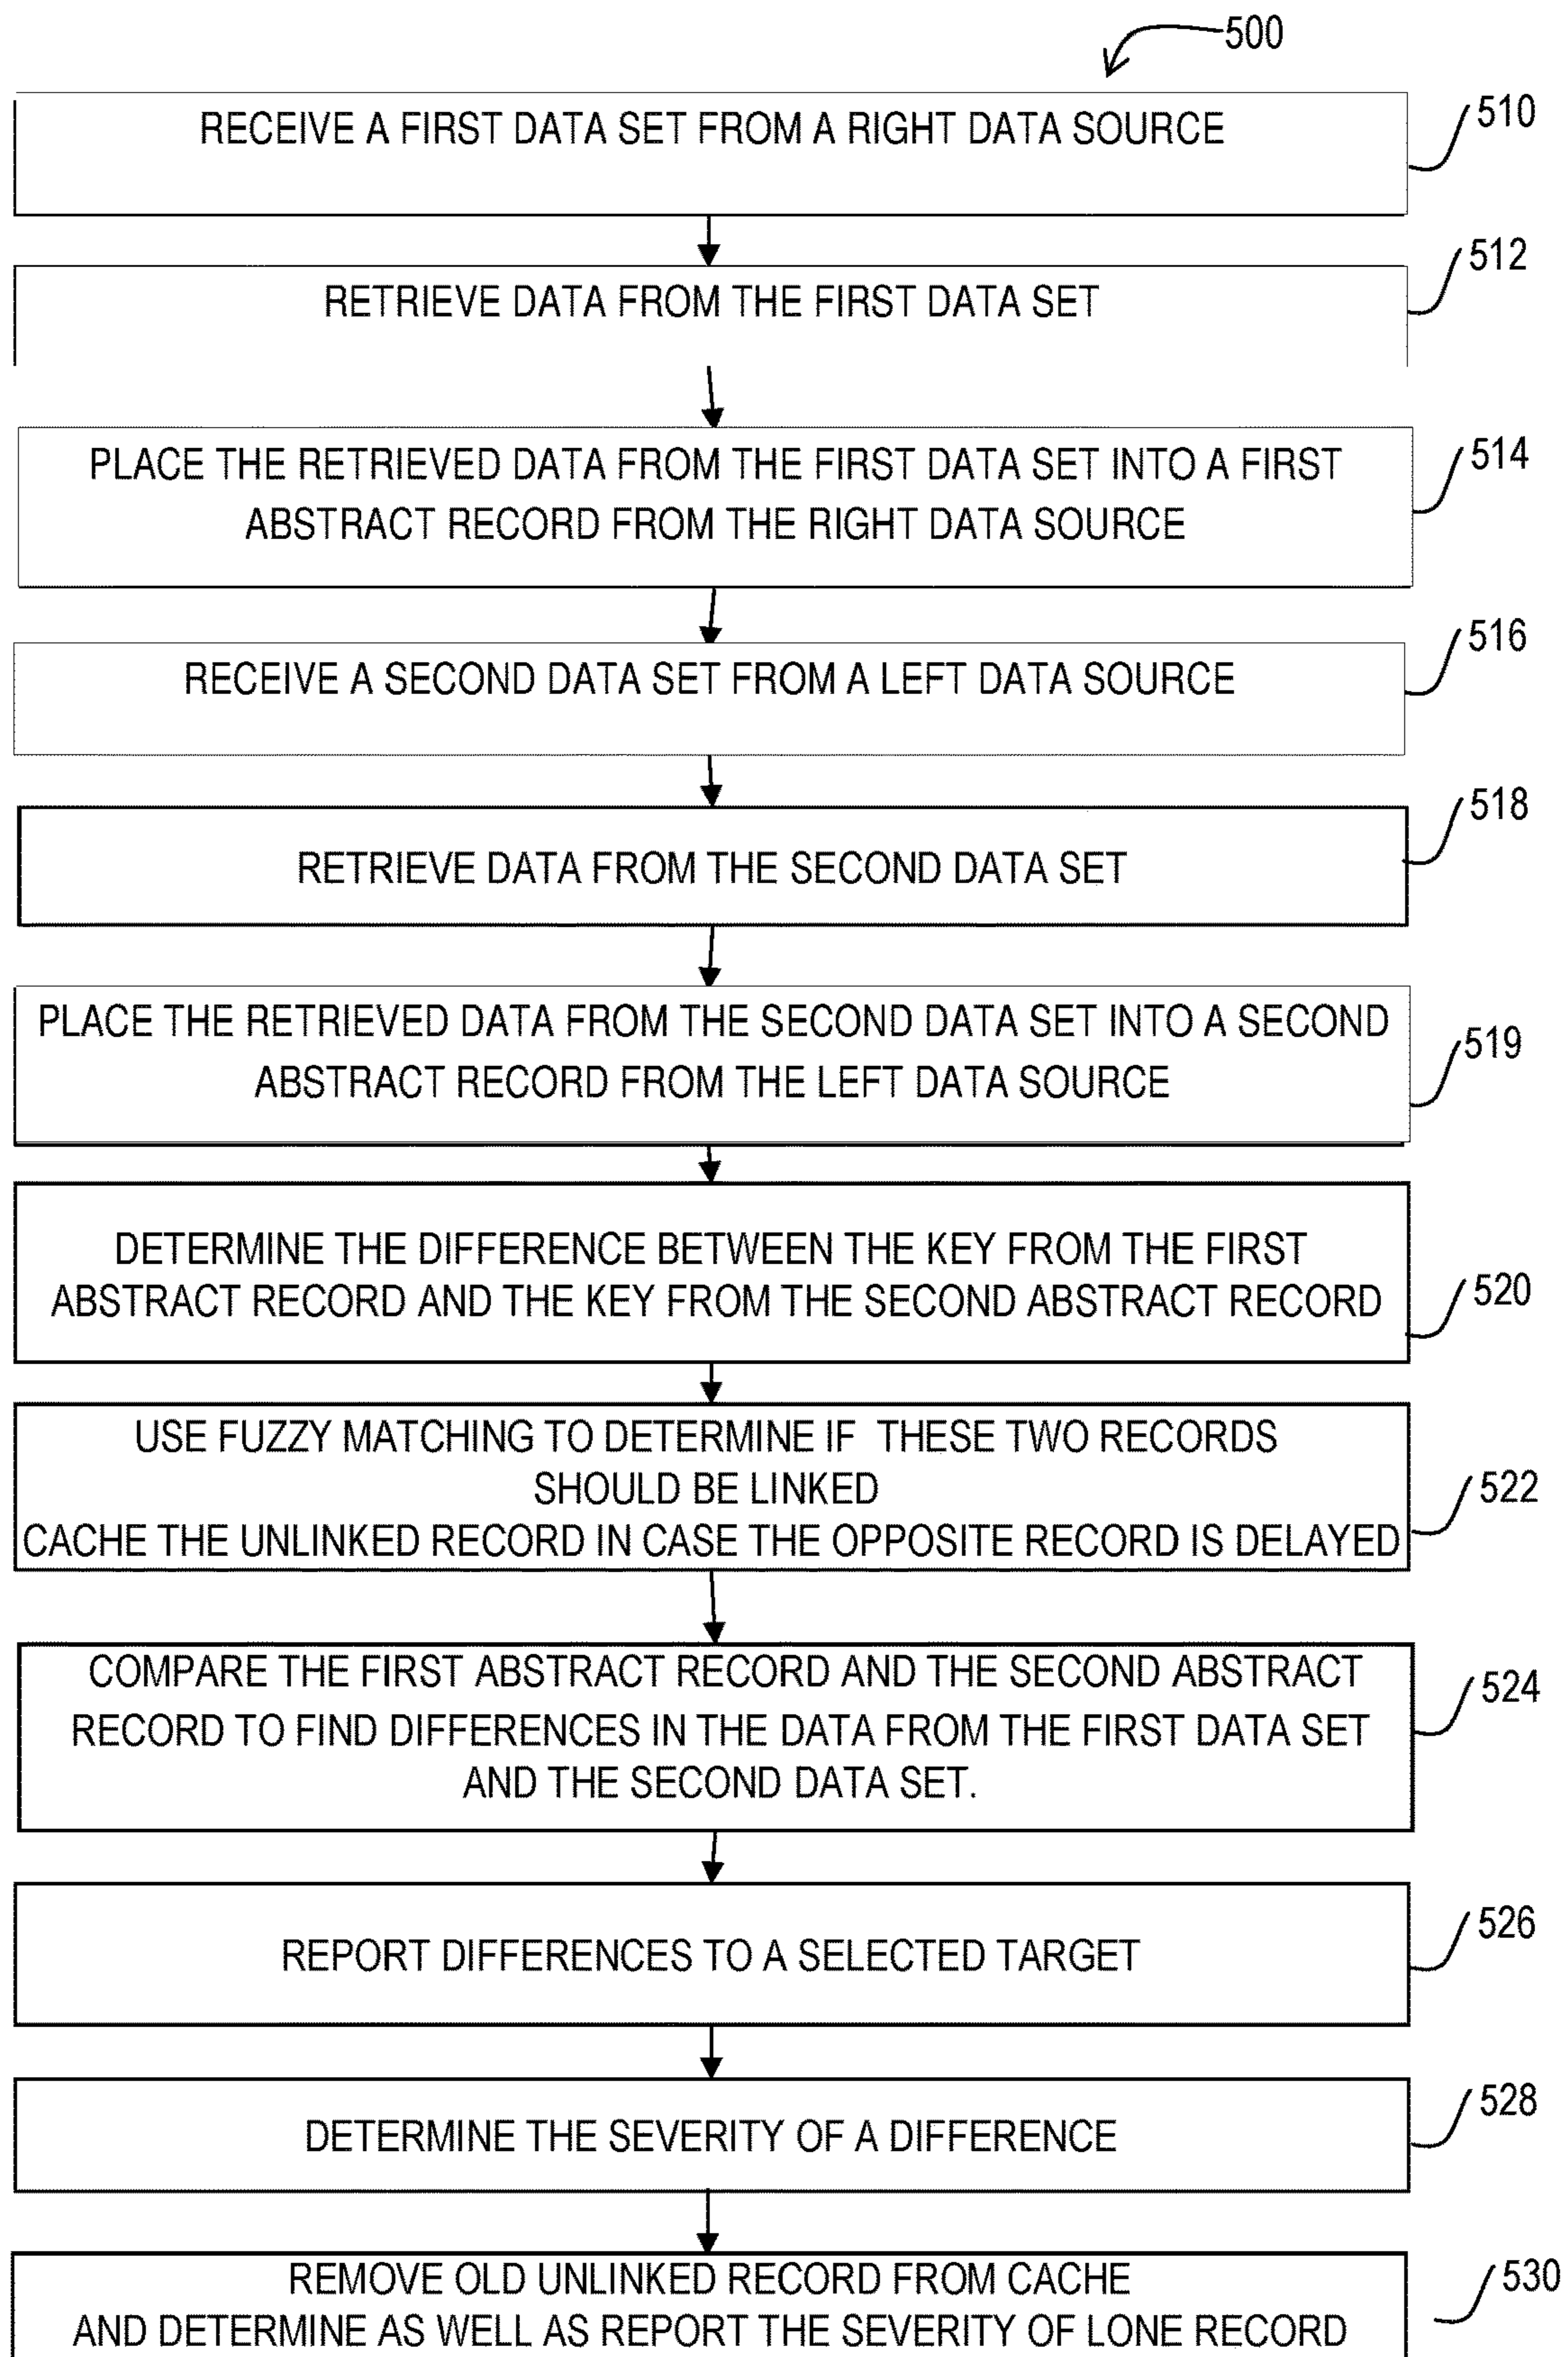 500
RECEIVE A FIRST DATA SET FROM A RIGHT DATA SOURCE
510
RETRIEVE DATA FROM THE FIRST DATA SET
512
PLACE THE RETRIEVED DATA FROM THE FIRST DATA SET INTO A FIRST
ABSTRACT RECORD FROM THE RIGHT DATA SOURCE
514
RECEIVE A SECOND DATA SET FROM A LEFT DATA SOURCE
516
RETRIEVE DATA FROM THE SECOND DATA SET
518
PLACE THE RETRIEVED DATA FROM THE SECOND DATA SET INTO A SECOND
ABSTRACT RECORD FROM THE LEFT DATA SOURCE
519
DETERMINE THE DIFFERENCE BETWEEN THE KEY FROM THE FIRST
ABSTRACT RECORD AND THE KEY FROM THE SECOND ABSTRACT RECORD
520
USE FUZZY MATCHING TO DETERMINE IF THESE TWO RECORDS
SHOULD BE LINKED
CACHE THE UNLINKED RECORD IN CASE THE OPPOSITE RECORD IS DELAYED
522
COMPARE THE FIRST ABSTRACT RECORD AND THE SECOND ABSTRACT
RECORD TO FIND DIFFERENCES IN THE DATA FROM THE FIRST DATA SET
AND THE SECOND DATA SET.
524
REPORT DIFFERENCES TO A SELECTED TARGET
526
DETERMINE THE SEVERITY OF A DIFFERENCE
528
REMOVE OLD UNLINKED RECORD FROM CACHE
AND DETERMINE AS WELL AS REPORT THE SEVERITY OF LONE RECORD
530